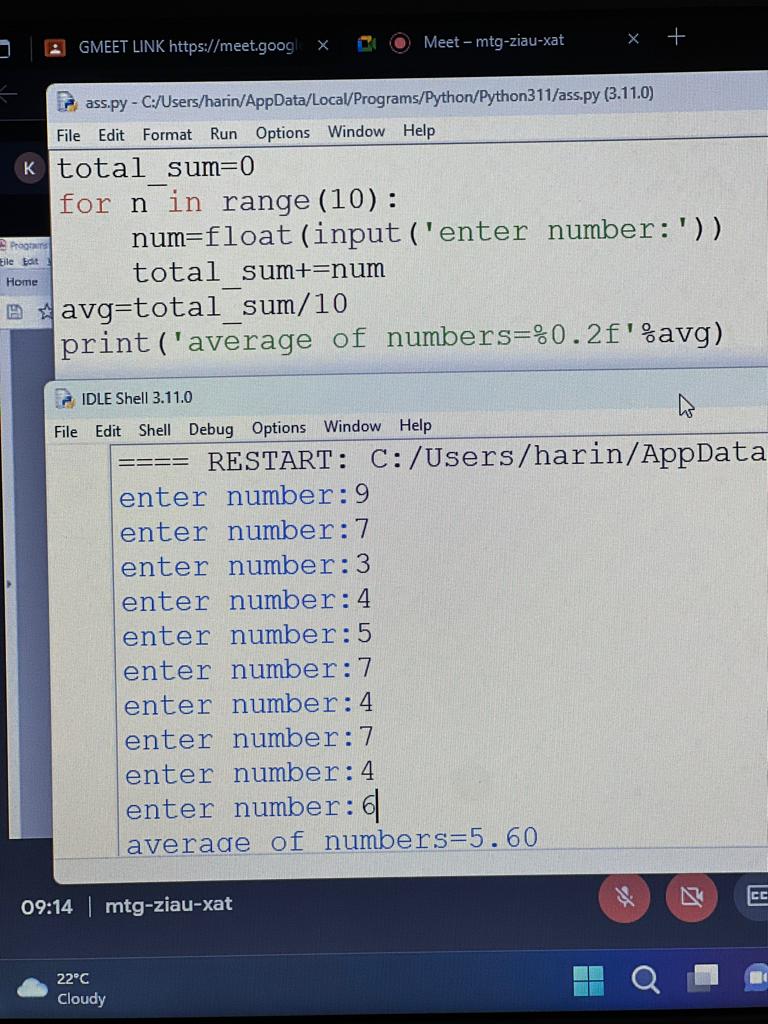 GMEET LINK https://meet.googl
Meet – mtg-ziau-xat
ass.py - C:/Users/harin/AppData/Local/Programs/Python/Python311/ass.py (3.11.0)
File Edit Format Run Options Window Help
K
total_sum=0
for n in range(10):
num=float(input('enter number:'))
total_sum+=num
avg=total_sum/10
print('average of numbers=%0.2f'%avg)
Programs
File Edit
Home
IDLE Shell 3.11.0
File Edit Shell Debug Options Window Help
==== RESTART: C:/Users/harin/AppData
enter number:9
enter number:7
enter number:3
enter number:4
enter number:5
enter number:7
enter number:4
enter number:7
enter number:4
enter number:6
average of numbers=5.60
09:14 | mtg-ziau-xat
CC
22°C
Cloudy